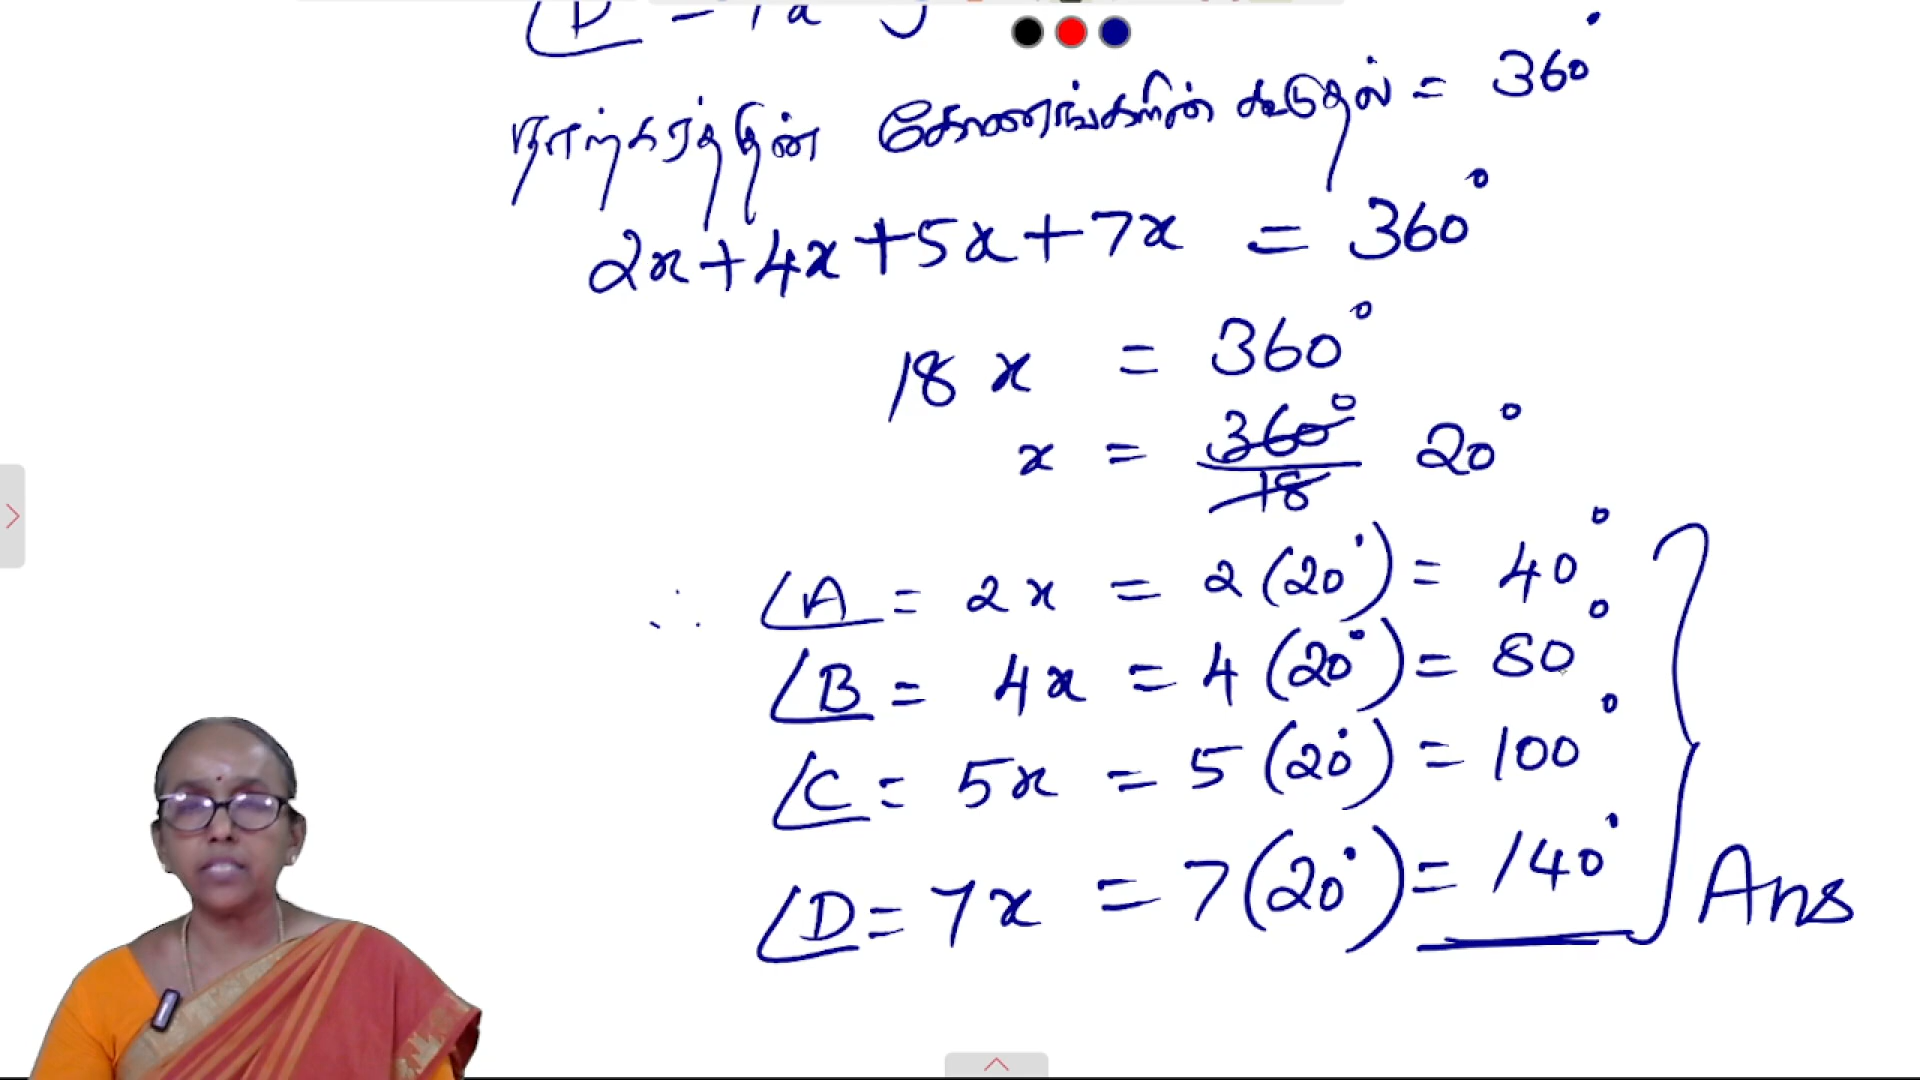 ∠D = 7x }
நாற்கரத்தின் கோணங்களின் கூடுதல் = 360°
2x + 4x + 5x + 7x = 360°
18x = 360°
x = 360°/18 20°
∴ ∠A = 2x = 2(20°) = 40°
∠B = 4x = 4(20°) = 80°
∠C = 5x = 5(20°) = 100°
∠D = 7x = 7(20°) = 140°
Ans